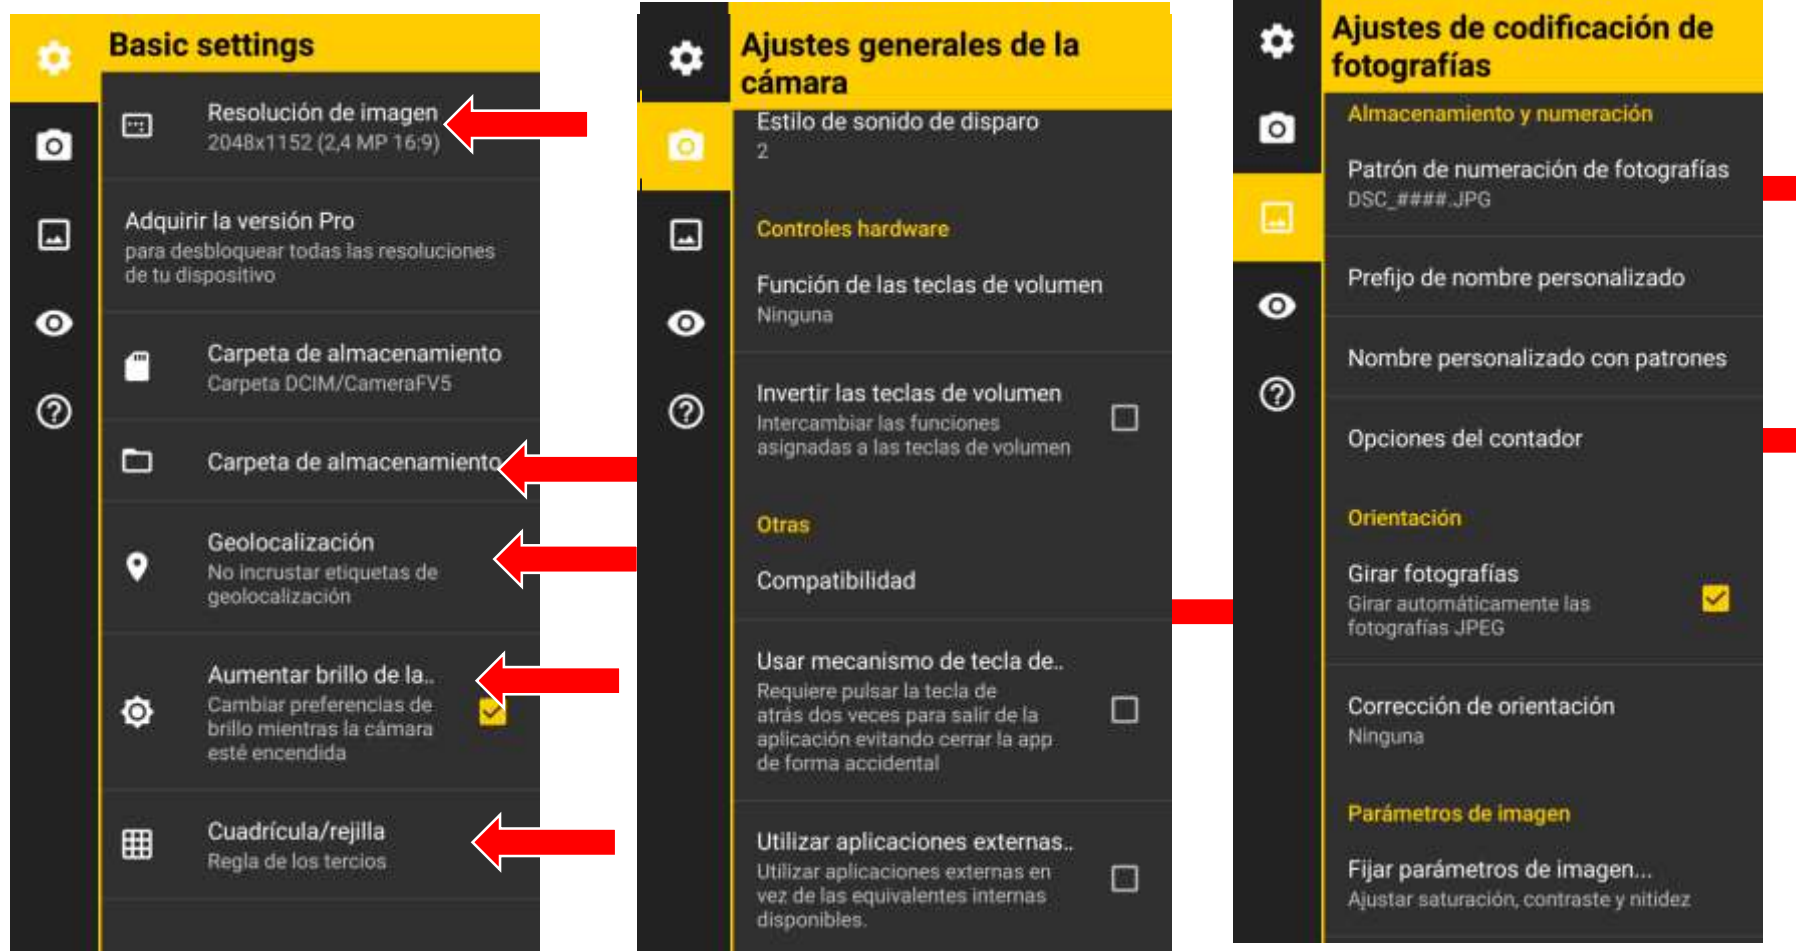 Basic settings
Resolución de imagen
2048x1152 (2,4 MP 16:9)
Adquirir la versión Pro
para desbloquear todas las resoluciones
de tu dispositivo
Carpeta de almacenamiento
Carpeta DCIM/CameraFV5
Carpeta de almacenamiento
Geolocalización
No incrustar etiquetas de
geolocalización
Aumentar brillo de la..
Cambiar preferencias de
brillo mientras la cámara
esté encendida
Cuadrícula/rejilla
Regla de los tercios
Ajustes generales de la
cámara
Estilo de sonido de disparo
2
Controles hardware
Función de las teclas de volumen
Ninguna
Invertir las teclas de volumen
Intercambiar las funciones
asignadas a las teclas de volumen
Otras
Compatibilidad
Usar mecanismo de tecla de..
Requiere pulsar la tecla de
atrás dos veces para salir de la
aplicación evitando cerrar la app
de forma accidental
Utilizar aplicaciones externas..
Utilizar aplicaciones externas en
vez de las equivalentes internas
disponibles.
Ajustes de codificación de
fotografías
Almacenamiento y numeración
Patrón de numeración de fotografías
DSC_####.JPG
Prefijo de nombre personalizado
Nombre personalizado con patrones
Opciones del contador
Orientación
Girar fotografías
Girar automáticamente las
fotografías JPEG
Corrección de orientación
Ninguna
Parámetros de imagen
Fijar parámetros de imagen...
Ajustar saturación, contraste y nitidez